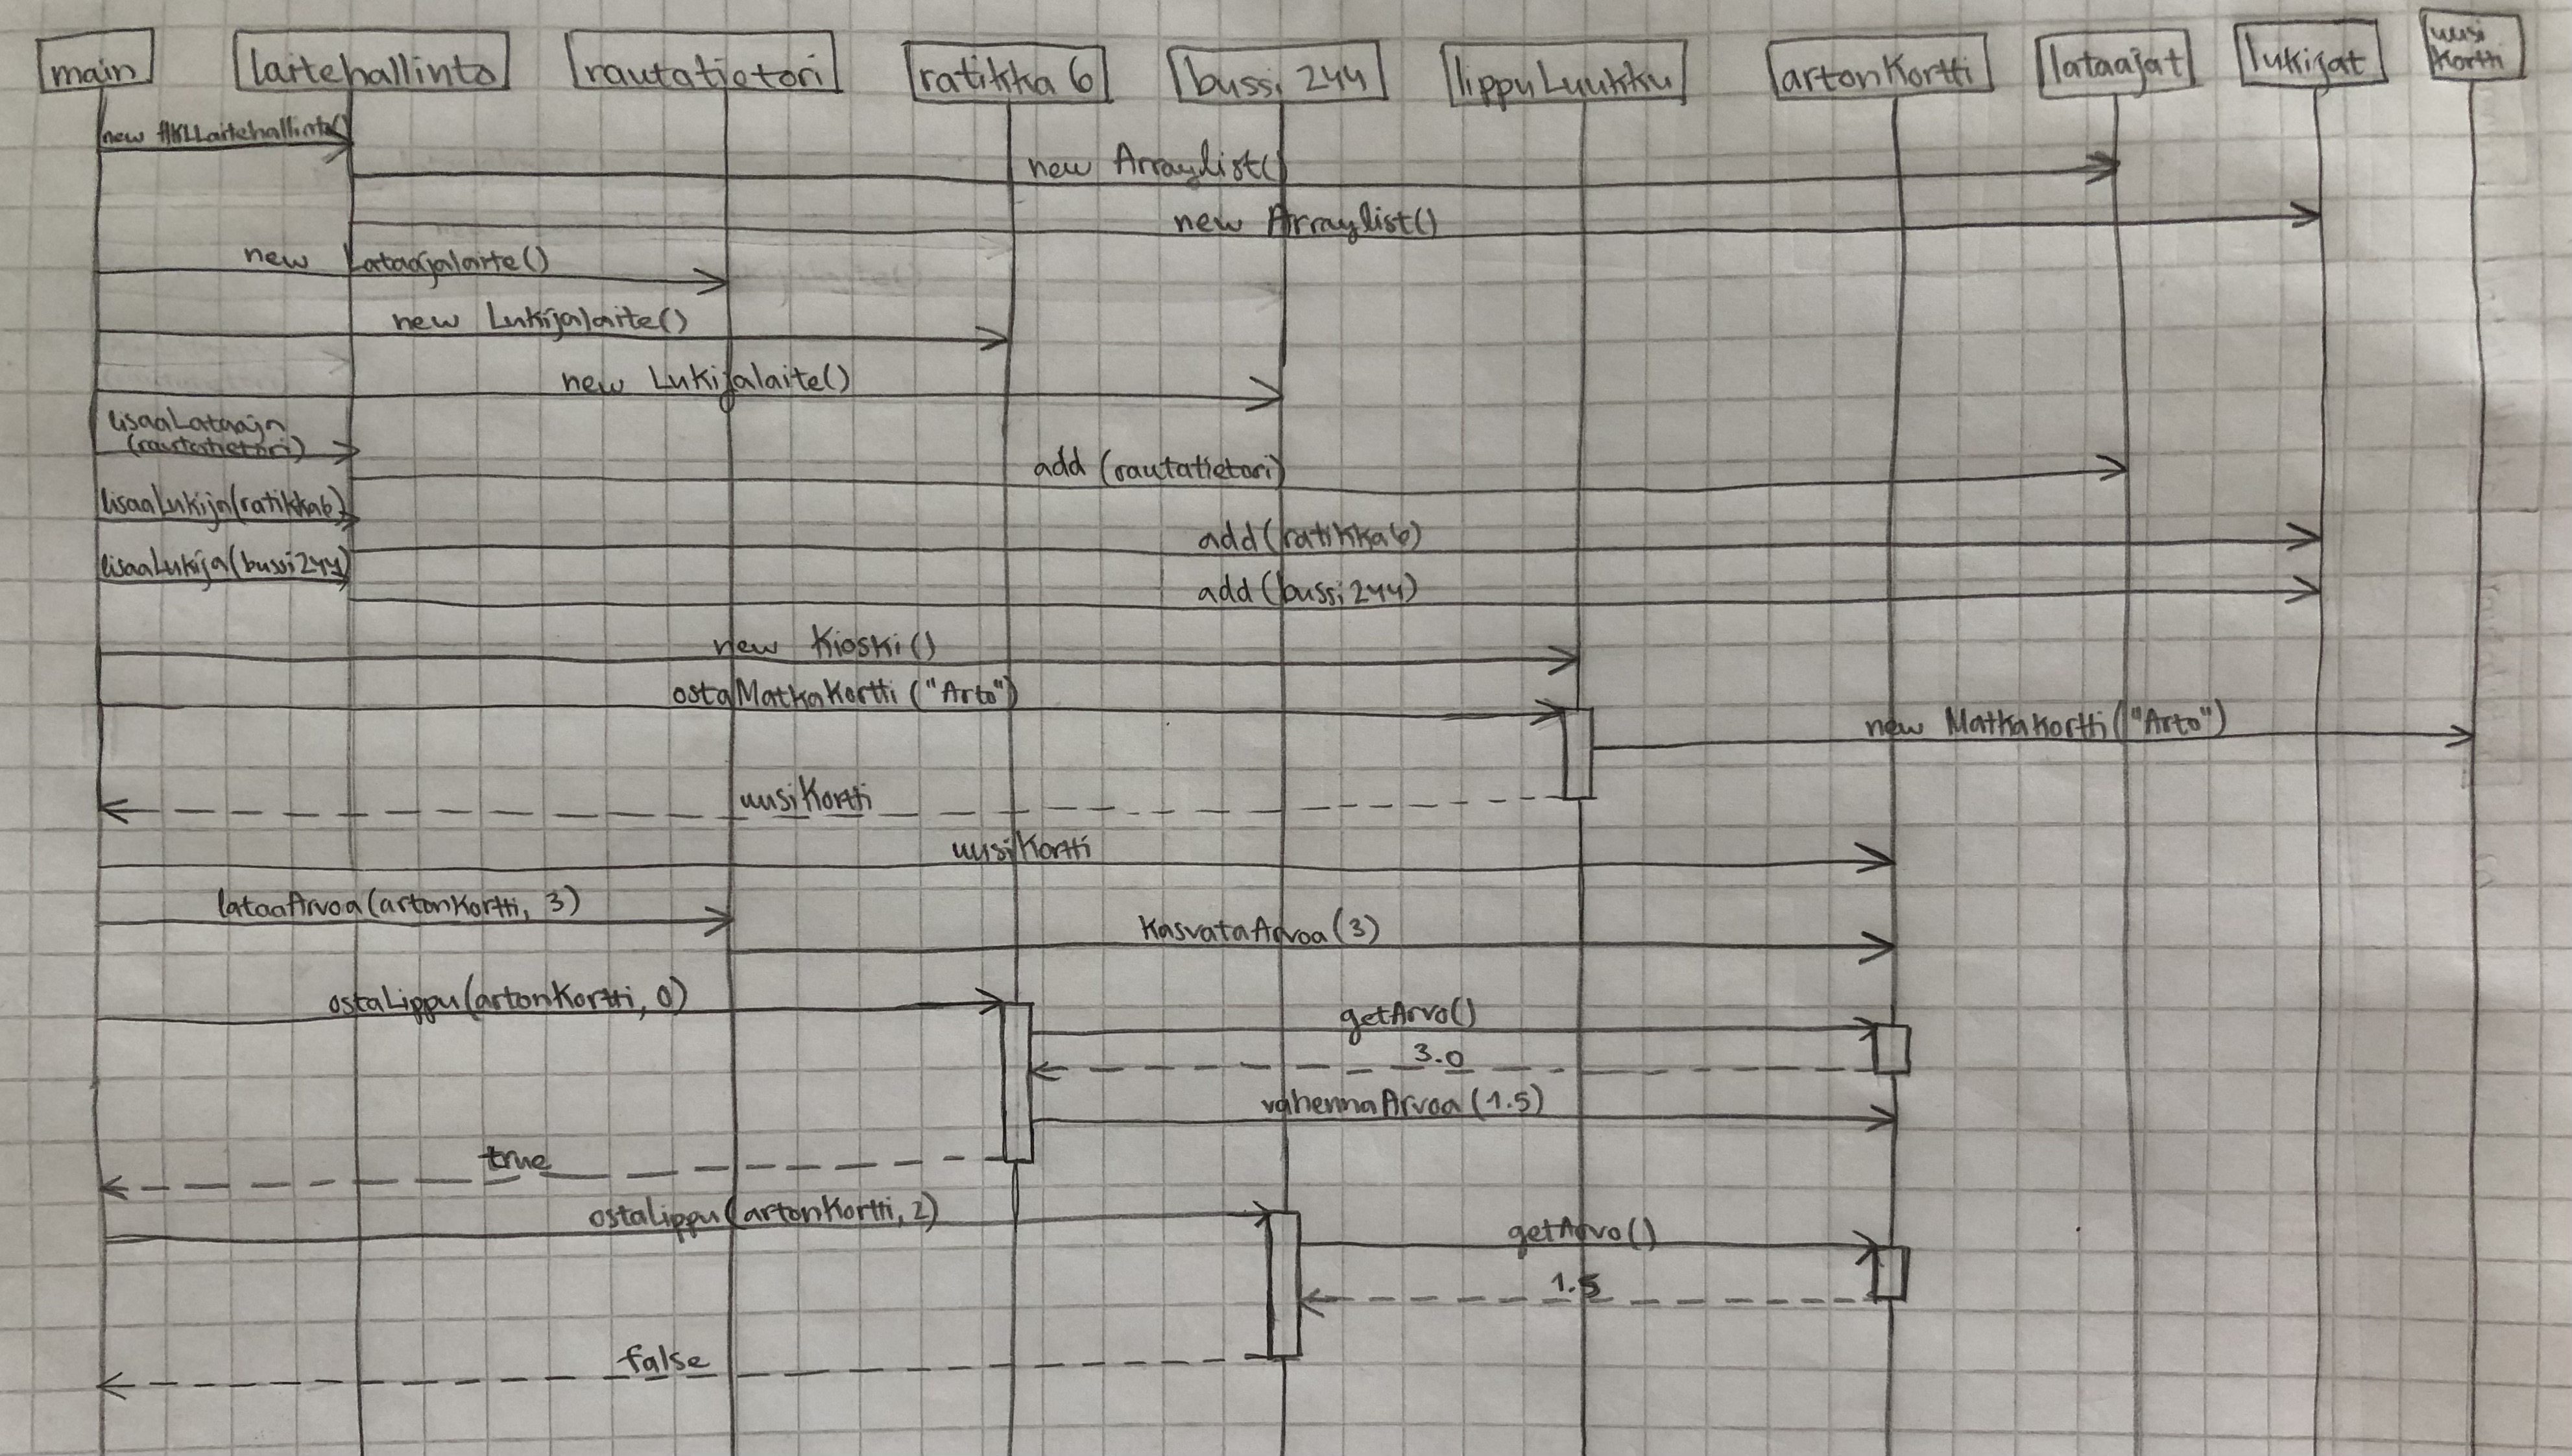 main
laitehallinto
rautatietori
ratikka 6
bussi 244
lippuLuukku
artonKortti
lataajat
lukijat
uusi
Kortti
new HKLLaitehallinto()
new Arraylist()
new Arraylist()
new Lataajalaite()
new Lukijalaite()
new Lukijalaite()
lisaaLataaja
(rautatietori)
add (rautatietori)
lisaaLukija(ratikka6)
add(ratikka6)
lisaaLukija(bussi244)
add(bussi244)
new Kioski()
ostaMatkaKortti ("Arto")
new Matkakortti("Arto")
uusiKortti
uusiKortti
lataaArvoa(artonKortti, 3)
kasvataArvoa(3)
ostaLippu(artonKortti, 0)
getArvo()
3.0
vahennaArvoa(1.5)
true
ostaLippu(artonKortti, 2)
getArvo()
1.5
false